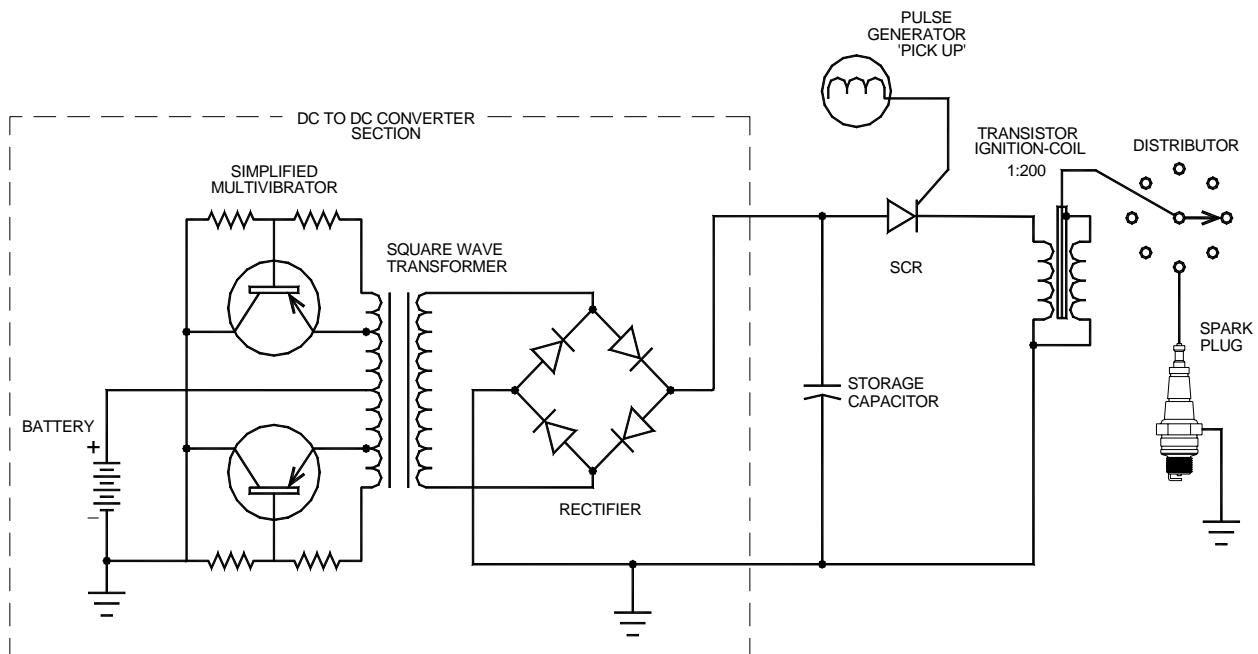 PULSE
GENERATOR
'PICK UP'
DC TO DC CONVERTER
SECTION
SIMPLIFIED
MULTIVIBRATOR
SQUARE WAVE
TRANSFORMER
TRANSISTOR
IGNITION-COIL
1:200
DISTRIBUTOR
SCR
SPARK
PLUG
STORAGE
CAPACITOR
BATTERY
+
−
RECTIFIER